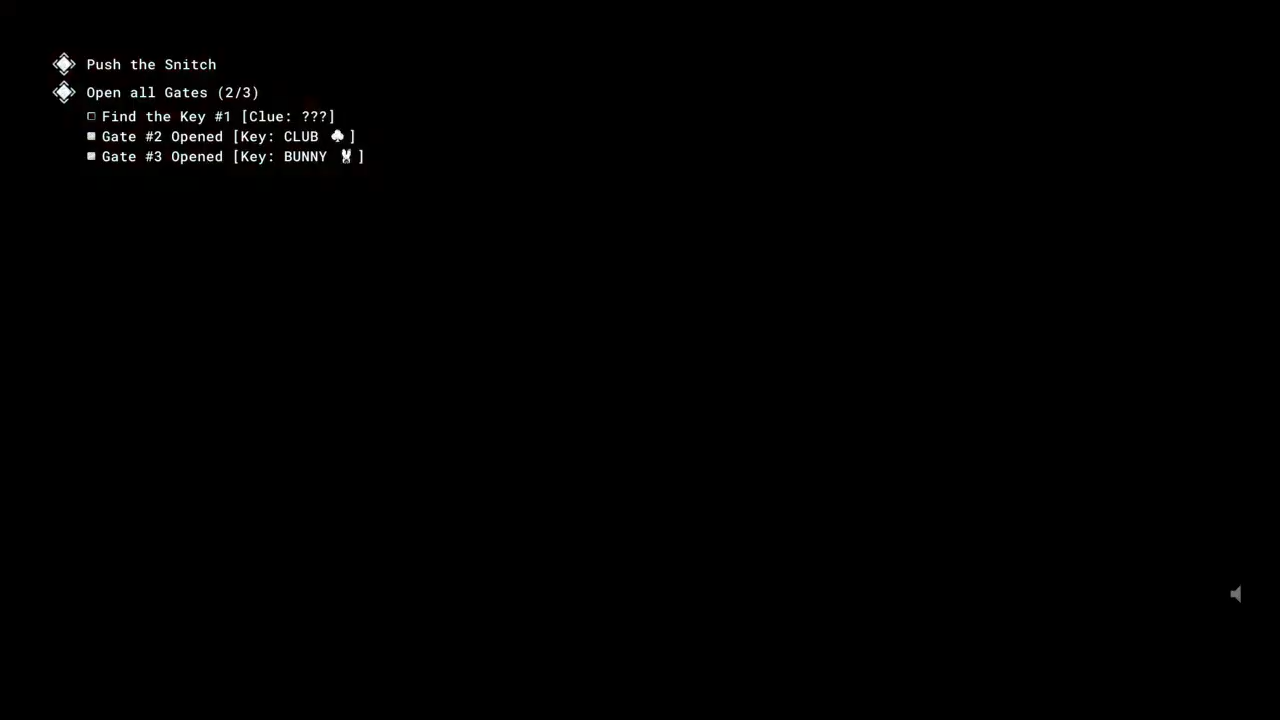 Push the Snitch
Open all Gates (2/3)
Find the Key #1 [Clue: ???]
Gate #2 Opened [Key: CLUB ♣]
Gate #3 Opened [Key: BUNNY ]